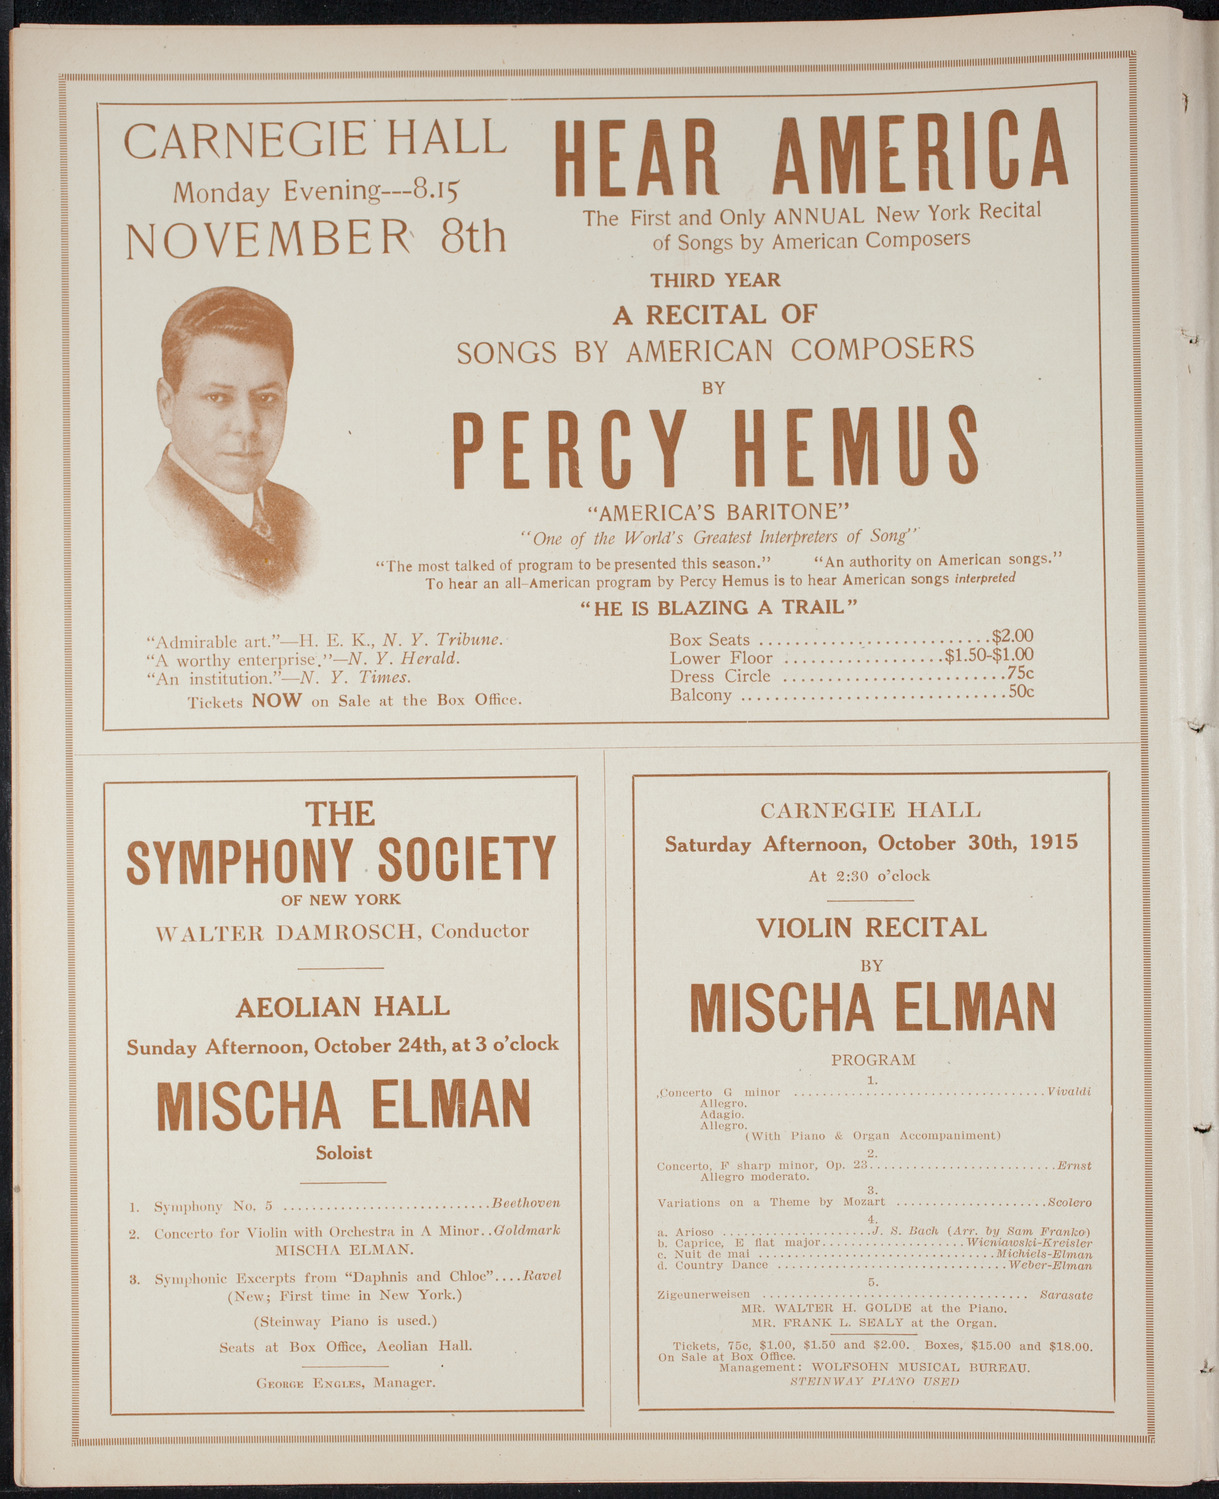 CARNEGIE HALL
Monday Evening---8.15
NOVEMBER 8th
HEAR AMERICA
The First and Only ANNUAL New York Recital
of Songs by American Composers
THIRD YEAR
A RECITAL OF
SONGS BY AMERICAN COMPOSERS
BY
PERCY HEMUS
"AMERICA'S BARITONE"
"One of the World's Greatest Interpreters of Song"
"The most talked of program to be presented this season." "An authority on American songs."
To hear an all-American program by Percy Hemus is to hear American songs interpreted
"HE IS BLAZING A TRAIL"
"Admirable art."—H. E. K., N. Y. Tribune.
"A worthy enterprise."—N. Y. Herald.
"An institution."—N. Y. Times.
Tickets NOW on Sale at the Box Office.
Box Seats ...........................$2.00
Lower Floor ...................$1.50-$1.00
Dress Circle ..........................75c
Balcony ...............................50c
THE
SYMPHONY SOCIETY
OF NEW YORK
WALTER DAMROSCH, Conductor
AEOLIAN HALL
Sunday Afternoon, October 24th, at 3 o'clock
MISCHA ELMAN
Soloist
1. Symphony No. 5 ............................Beethoven
2. Concerto for Violin with Orchestra in A Minor..Goldmark
MISCHA ELMAN.
3. Symphonic Excerpts from "Daphnis and Chloe"....Ravel
(New; First time in New York.)
(Steinway Piano is used.)
Seats at Box Office, Aeolian Hall.
GEORGE ENGLES, Manager.
CARNEGIE HALL
Saturday Afternoon, October 30th, 1915
At 2:30 o'clock
VIOLIN RECITAL
BY
MISCHA ELMAN
PROGRAM
1.
Concerto G minor ...................................Vivaldi
Allegro.
Adagio.
Allegro.
(With Piano & Organ Accompaniment)
2.
Concerto, F sharp minor, Op. 23..........................Ernst
Allegro moderato.
3.
Variations on a Theme by Mozart .....................Scolero
4.
a. Arioso .....................J. S. Bach (Arr. by Sam Franko)
b. Caprice, E flat major....................Wieniawski-Kreisler
c. Nuit de mai .................................Michiels-Elman
d. Country Dance ................................Weber-Elman
5.
Zigeunerweisen ..................................... Sarasate
MR. WALTER H. GOLDE at the Piano.
MR. FRANK L. SEALY at the Organ.
Tickets, 75c, $1.00, $1.50 and $2.00. Boxes, $15.00 and $18.00.
On Sale at Box Office.
Management: WOLFSOHN MUSICAL BUREAU.
STEINWAY PIANO USED